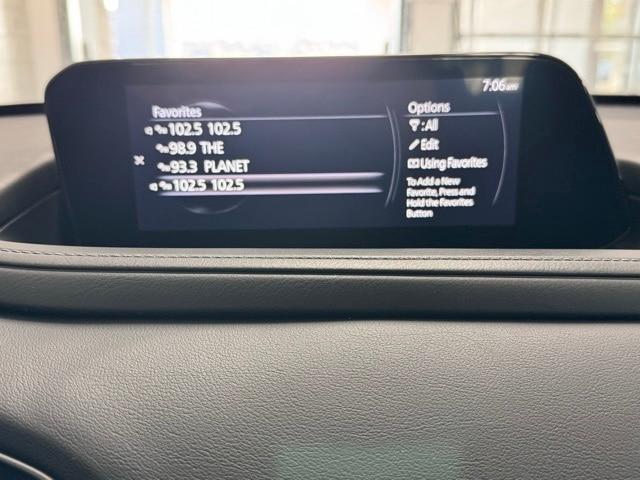 7:06am
Favorites
102.5 102.5
98.9 THE
93.3 PLANET
102.5 102.5
Options
:All
Edit
Using Favorites
To Add a New
Favorite, Press and
Hold the Favorites
Button